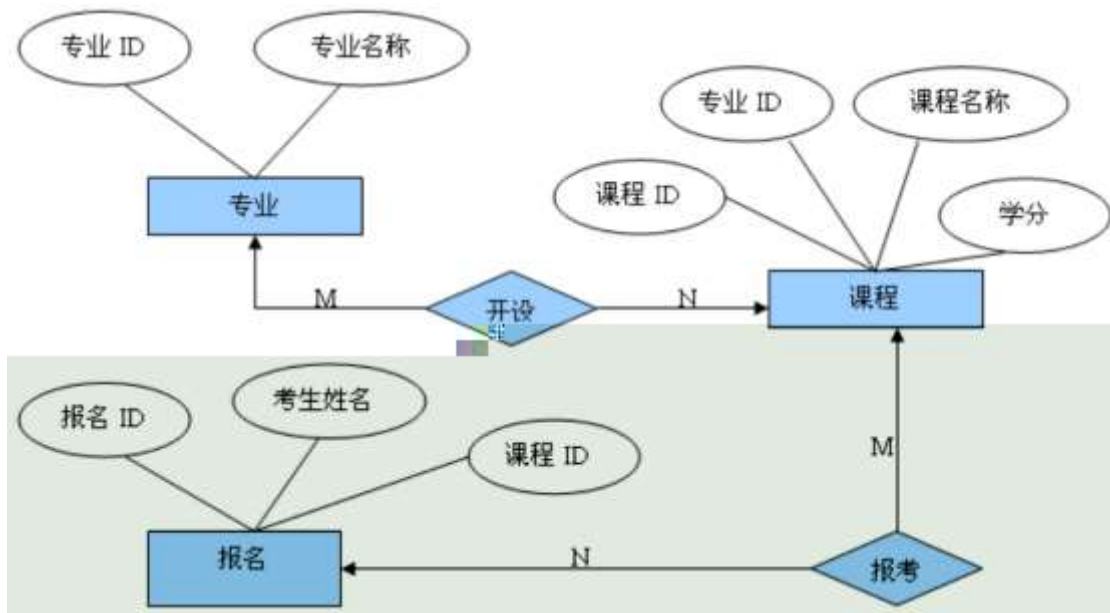 专业 ID
专业名称
专业 ID
课程名称
课程 ID
学分
专业
课程
M
开设
N
报名 ID
考生姓名
课程 ID
M
报名
N
报考